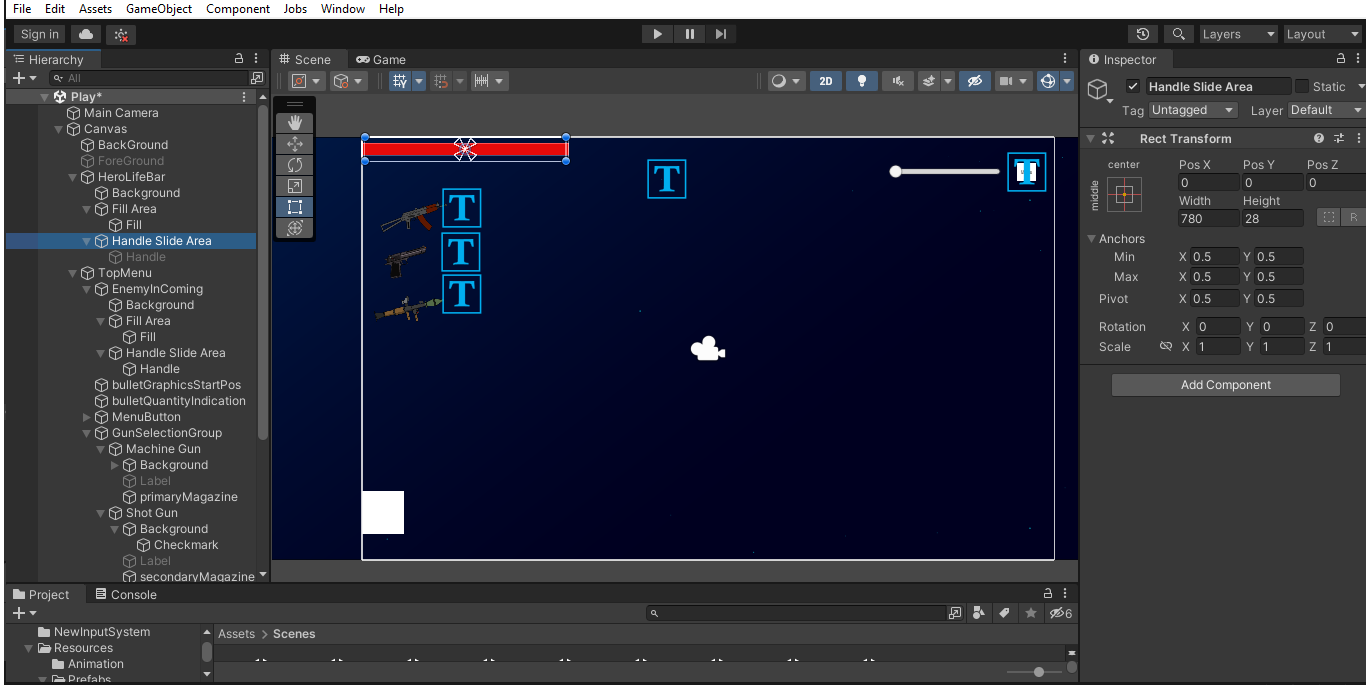 File Edit Assets GameObject Component Jobs Window Help
Sign in Layers Layout
Hierarchy
All
Play*
Main Camera
Canvas
BackGround
ForeGround
HeroLifeBar
Background
Fill Area
Fill
Handle Slide Area
Handle
TopMenu
EnemyInComing
Background
Fill Area
Fill
Handle Slide Area
Handle
bulletGraphicsStartPos
bulletQuantityIndication
MenuButton
GunSelectionGroup
Machine Gun
Background
Label
primaryMagazine
Shot Gun
Background
Checkmark
Label
secondaryMagazine
Scene Game
2D
T
T
T
T
T
Inspector
Handle Slide Area Static
Tag Untagged Layer Default
Rect Transform
center Pos X Pos Y Pos Z
middle 0 0 0
Width Height
780 28 R
Anchors
Min X 0.5 Y 0.5
Max X 0.5 Y 0.5
Pivot X 0.5 Y 0.5
Rotation X 0 Y 0 Z 0
Scale X 1 Y 1 Z 1
Add Component
Project Console
6
NewInputSystem
Resources
Animation
Prefabs
Assets > Scenes